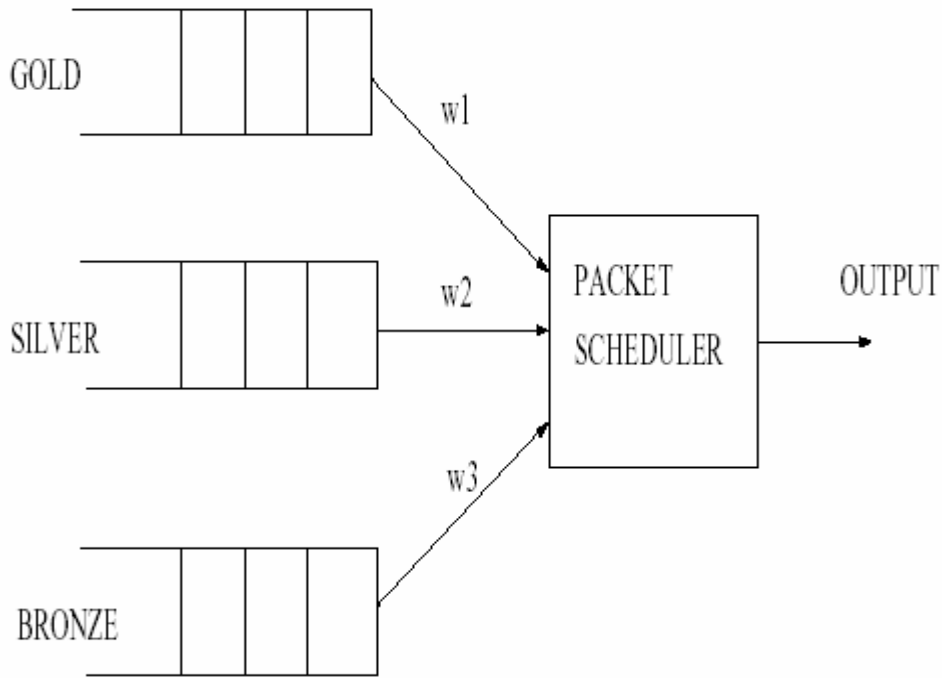 GOLD
w1
PACKET
SCHEDULER
OUTPUT
w2
SILVER
w3
BRONZE